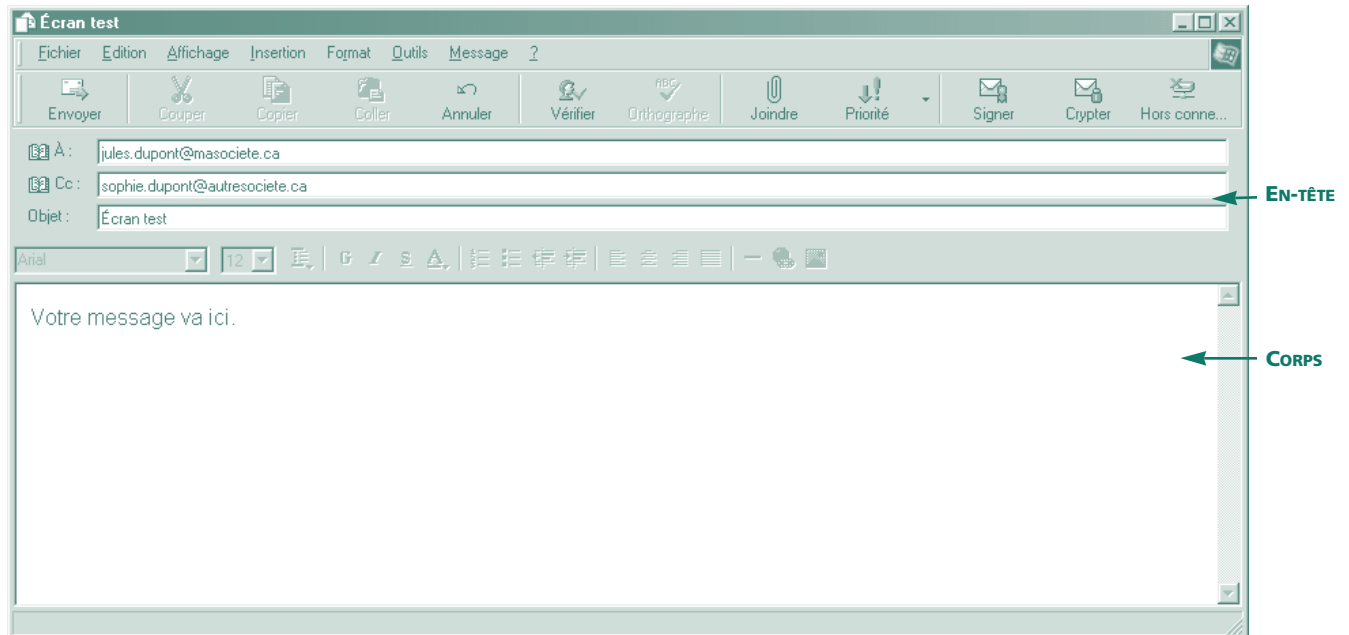 Écran test
Fichier Edition Affichage Insertion Format Outils Message ?
Envoyer Couper Copier Coller Annuler Vérifier ABC Orthographe Joindre Priorité Signer Crypter Hors conne...
À : jules.dupont@masociete.ca
Cc : sophie.dupont@autresociete.ca
EN-TÊTE
Objet : Écran test
Arial 12 G I S A
Votre message va ici.
CORPS